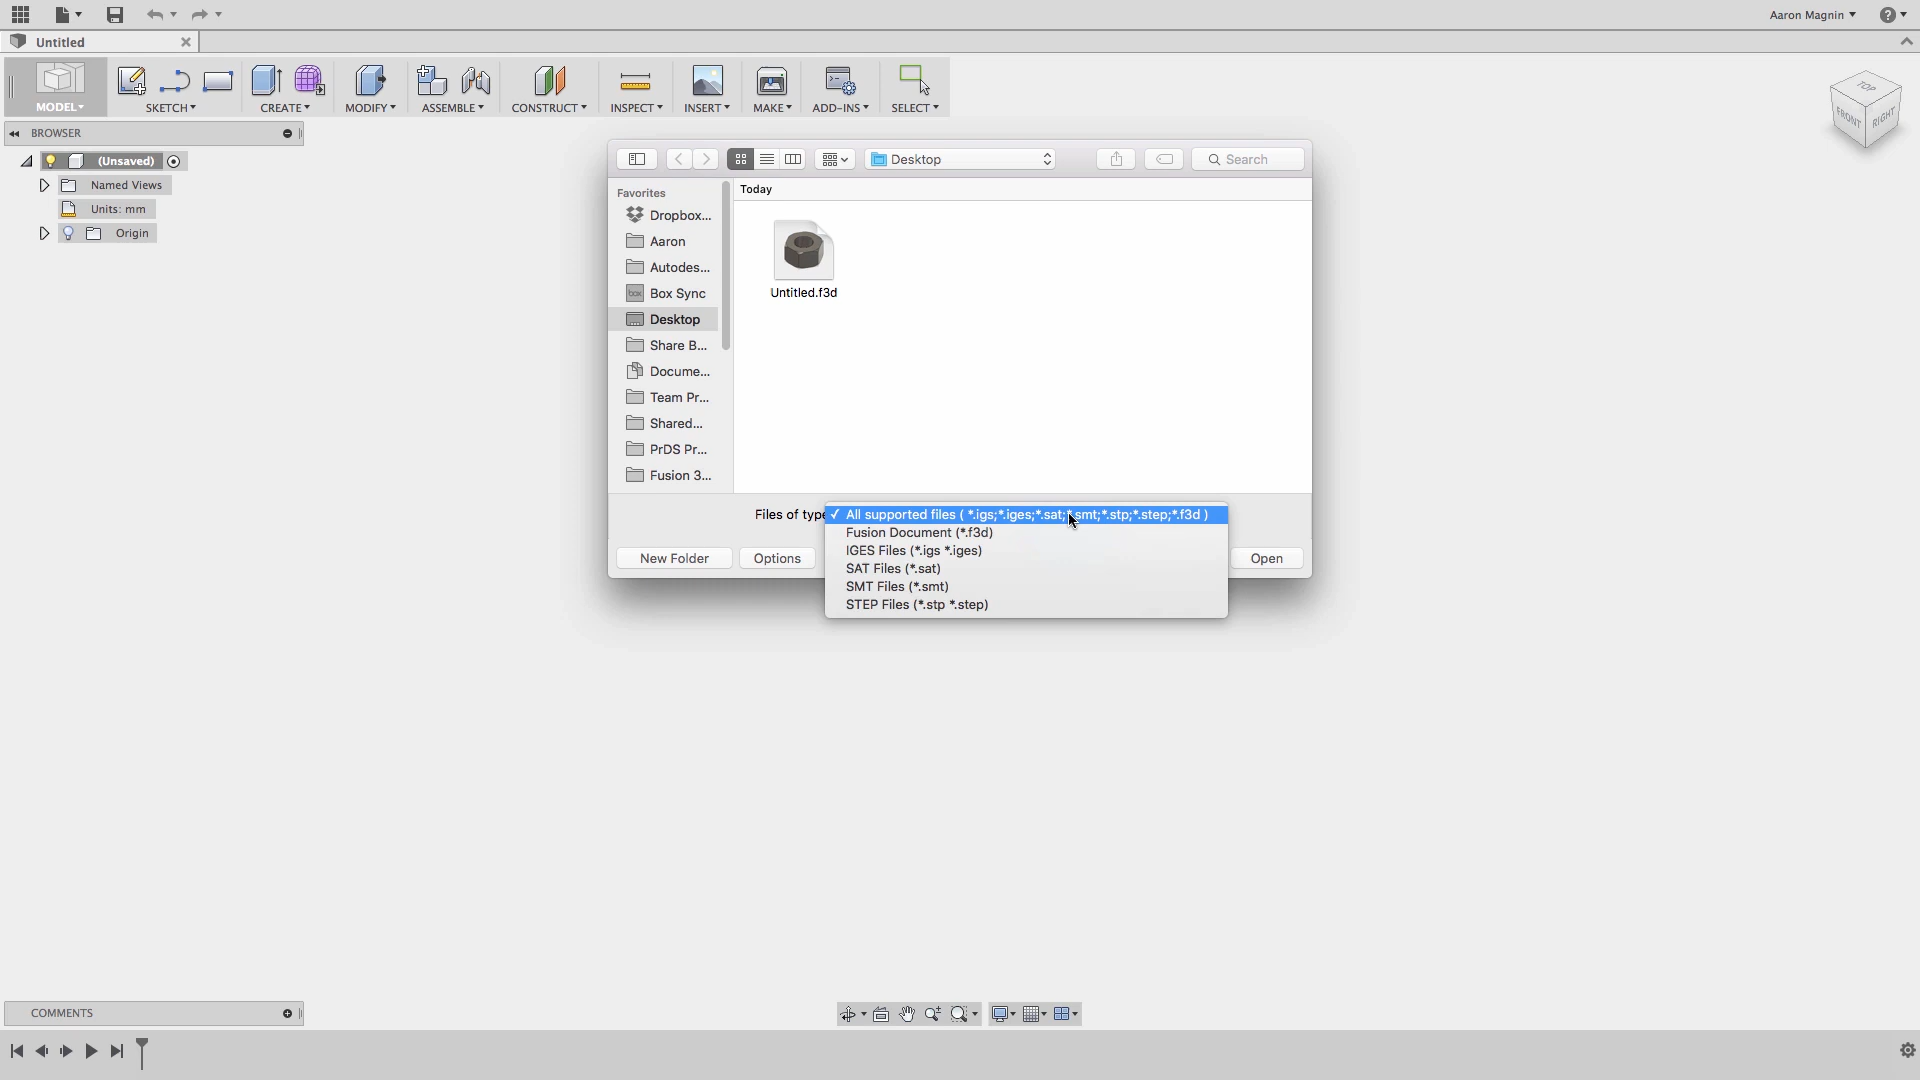 Aaron Magnin
Untitled
MODEL
SKETCH
CREATE
MODIFY
ASSEMBLE
CONSTRUCT
INSPECT
INSERT
MAKE
ADD-INS
SELECT
TOP
FRONT
RIGHT
BROWSER
(Unsaved)
Named Views
Units: mm
Origin
Desktop
Search
Favorites
Dropbox...
Aaron
Autodes...
box
Box Sync
Desktop
Share B...
Docume...
Team Pr...
Shared...
PrDS Pr...
Fusion 3...
Today
Untitled.f3d
Files of type
✓ All supported files ( *.igs;*.iges;*.sat;*.smt;*.stp;*.step;*.f3d )
Fusion Document (*.f3d)
IGES Files (*.igs *.iges)
SAT Files (*.sat)
SMT Files (*.smt)
STEP Files (*.stp *.step)
New Folder
Options
Open
COMMENTS